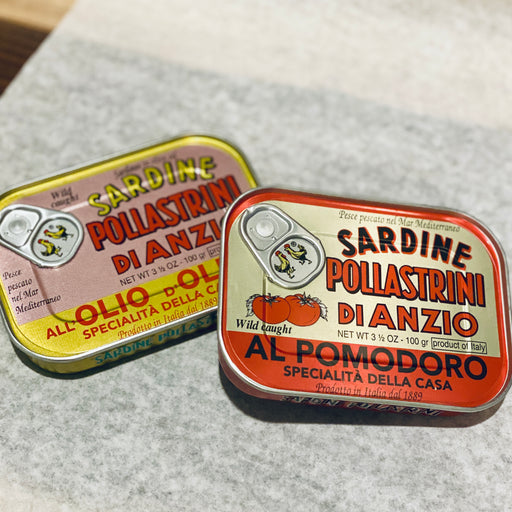 Wild caught
SARDINE
POLLASTRINI
DI ANZIO
NET WT 3 ½ OZ - 100 gr
Pesce pescato nel Mar Mediterraneo
ALL'OLIO D'OLI
SPECIALITÀ DELLA CA
Prodotto in Italia dal 1889
SARDINE POLLASTRI
Pesce pescato nel Mar Mediterraneo
SARDINE
POLLASTRINI
DI ANZIO
Wild caught
NET WT 3 ½ OZ - 100 gr product of Italy
AL POMODORO
SPECIALITÀ DELLA CASA
Prodotto in Italia dal 1889